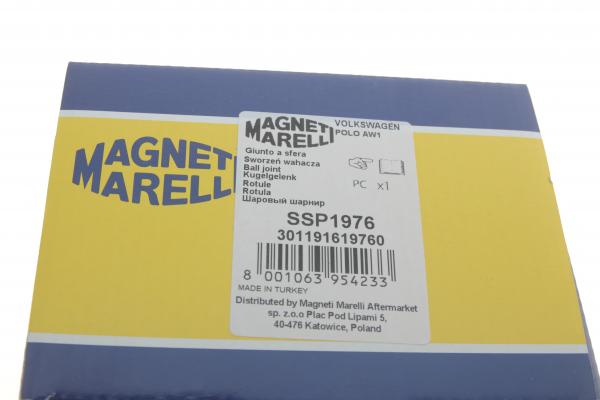 MAGNETI
MARELLI
MAGNETI
MARELLI
VOLKSWAGEN
POLO AW1
Giunto a sfera
Sworzeń wahacza
Ball joint
Kugelgelenk
Rotule
Rotula
Шаровый шарнир
PC x1
SSP1976
301191619760
8 001063 954233
MADE IN TURKEY
Distributed by Magneti Marelli Aftermarket
sp. z.o.o Plac Pod Lipami 5,
40-476 Katowice, Poland